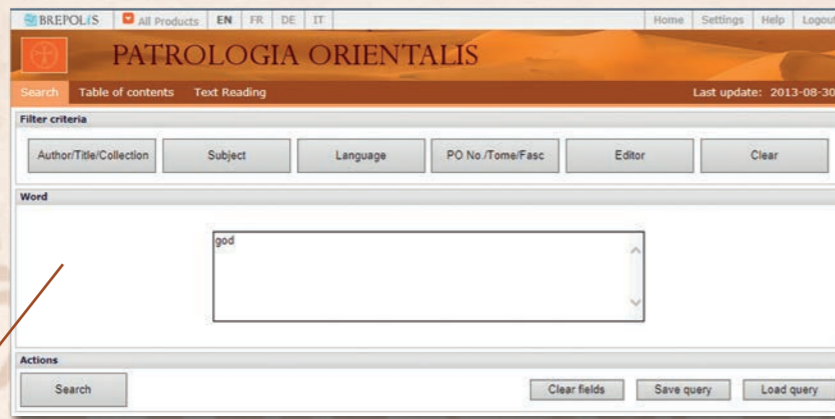 BREPOLiS All Products EN FR DE IT Home Settings Help Logout
PATROLOGIA ORIENTALIS
Search Table of contents Text Reading Last update: 2013-08-30
Filter criteria
Author/Title/Collection Subject Language PO No./Tome/Fasc Editor Clear
Word
god
Actions
Search Clear fields Save query Load query